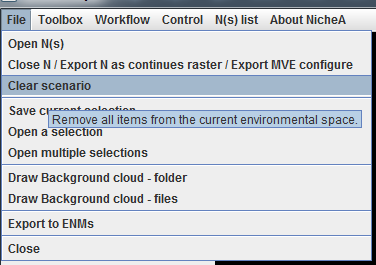 File Toolbox Workflow Control N(s) list About NicheA
Open N(s)
Close N / Export N as continues raster / Export MVE configure
Clear scenario
Save current selection
Remove all items from the current environmental space.
Open a selection
Open multiple selections
Draw Background cloud - folder
Draw Background cloud - files
Export to ENMs
Close